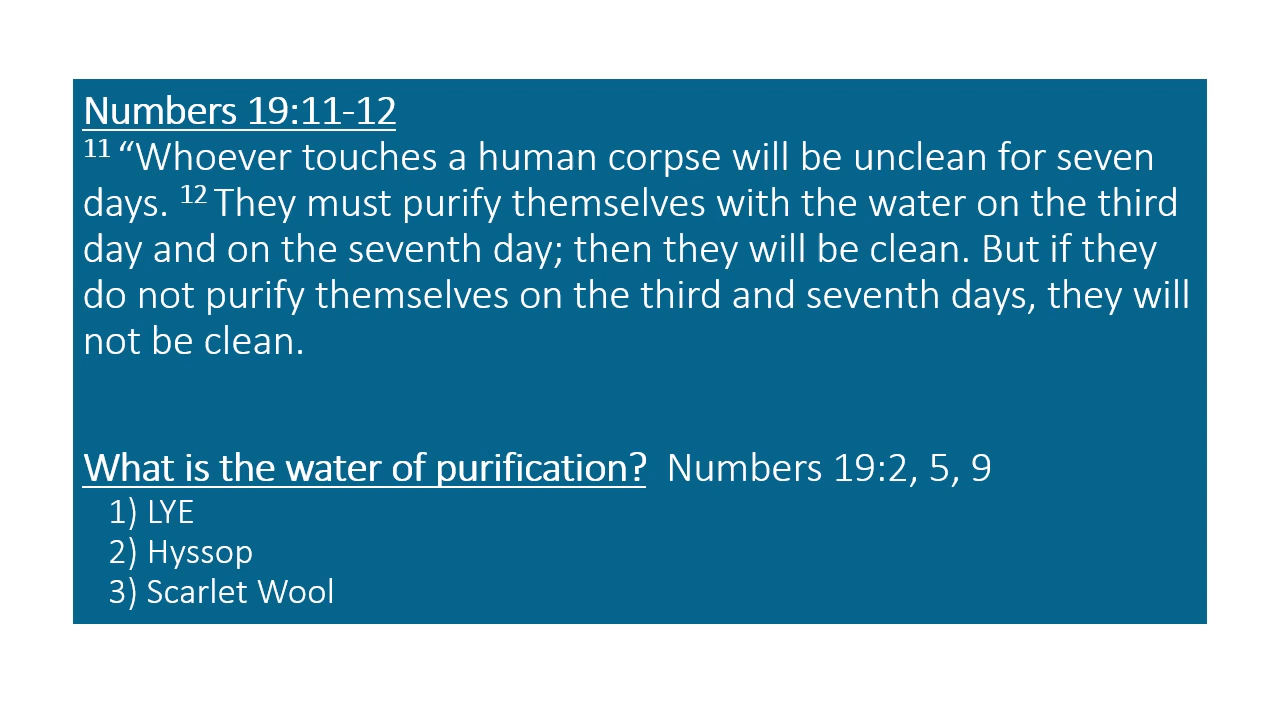 Numbers 19:11-12
11 “Whoever touches a human corpse will be unclean for seven
days. 12 They must purify themselves with the water on the third
day and on the seventh day; then they will be clean. But if they
do not purify themselves on the third and seventh days, they will
not be clean.
What is the water of purification? Numbers 19:2, 5, 9
1) LYE
2) Hyssop
3) Scarlet Wool